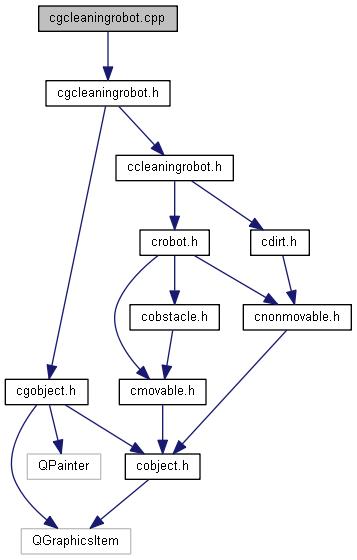 cgcleaningrobot.cpp
cgcleaningrobot.h
ccleaningrobot.h
crobot.h
cdirt.h
cobstacle.h
cnonmovable.h
cgobject.h
cmovable.h
QPainter
cobject.h
QGraphicsItem